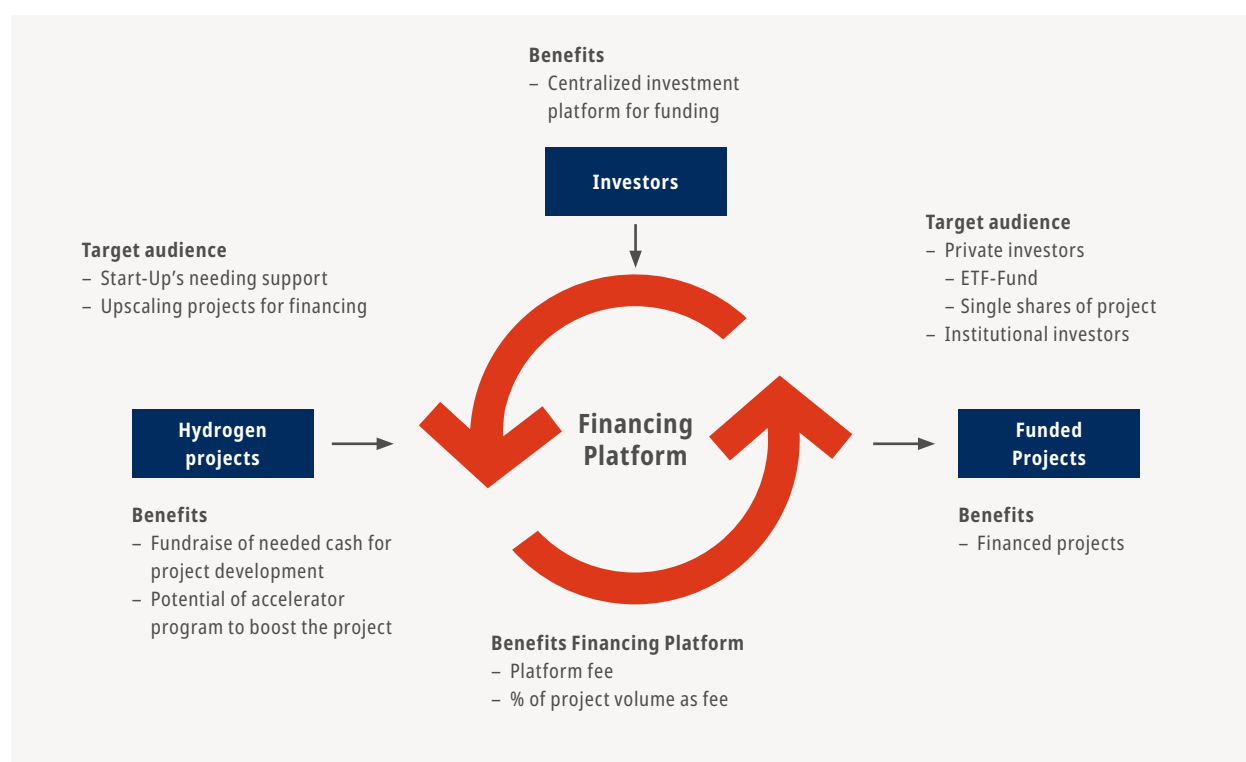 Benefits
– Centralized investment
platform for funding
Investors
Target audience
– Start-Up's needing support
– Upscaling projects for financing
Target audience
– Private investors
– ETF-Fund
– Single shares of project
– Institutional investors
Hydrogen
projects
Financing
Platform
Funded
Projects
Benefits
– Fundraise of needed cash for
project development
– Potential of accelerator
program to boost the project
Benefits
– Financed projects
Benefits Financing Platform
– Platform fee
– % of project volume as fee